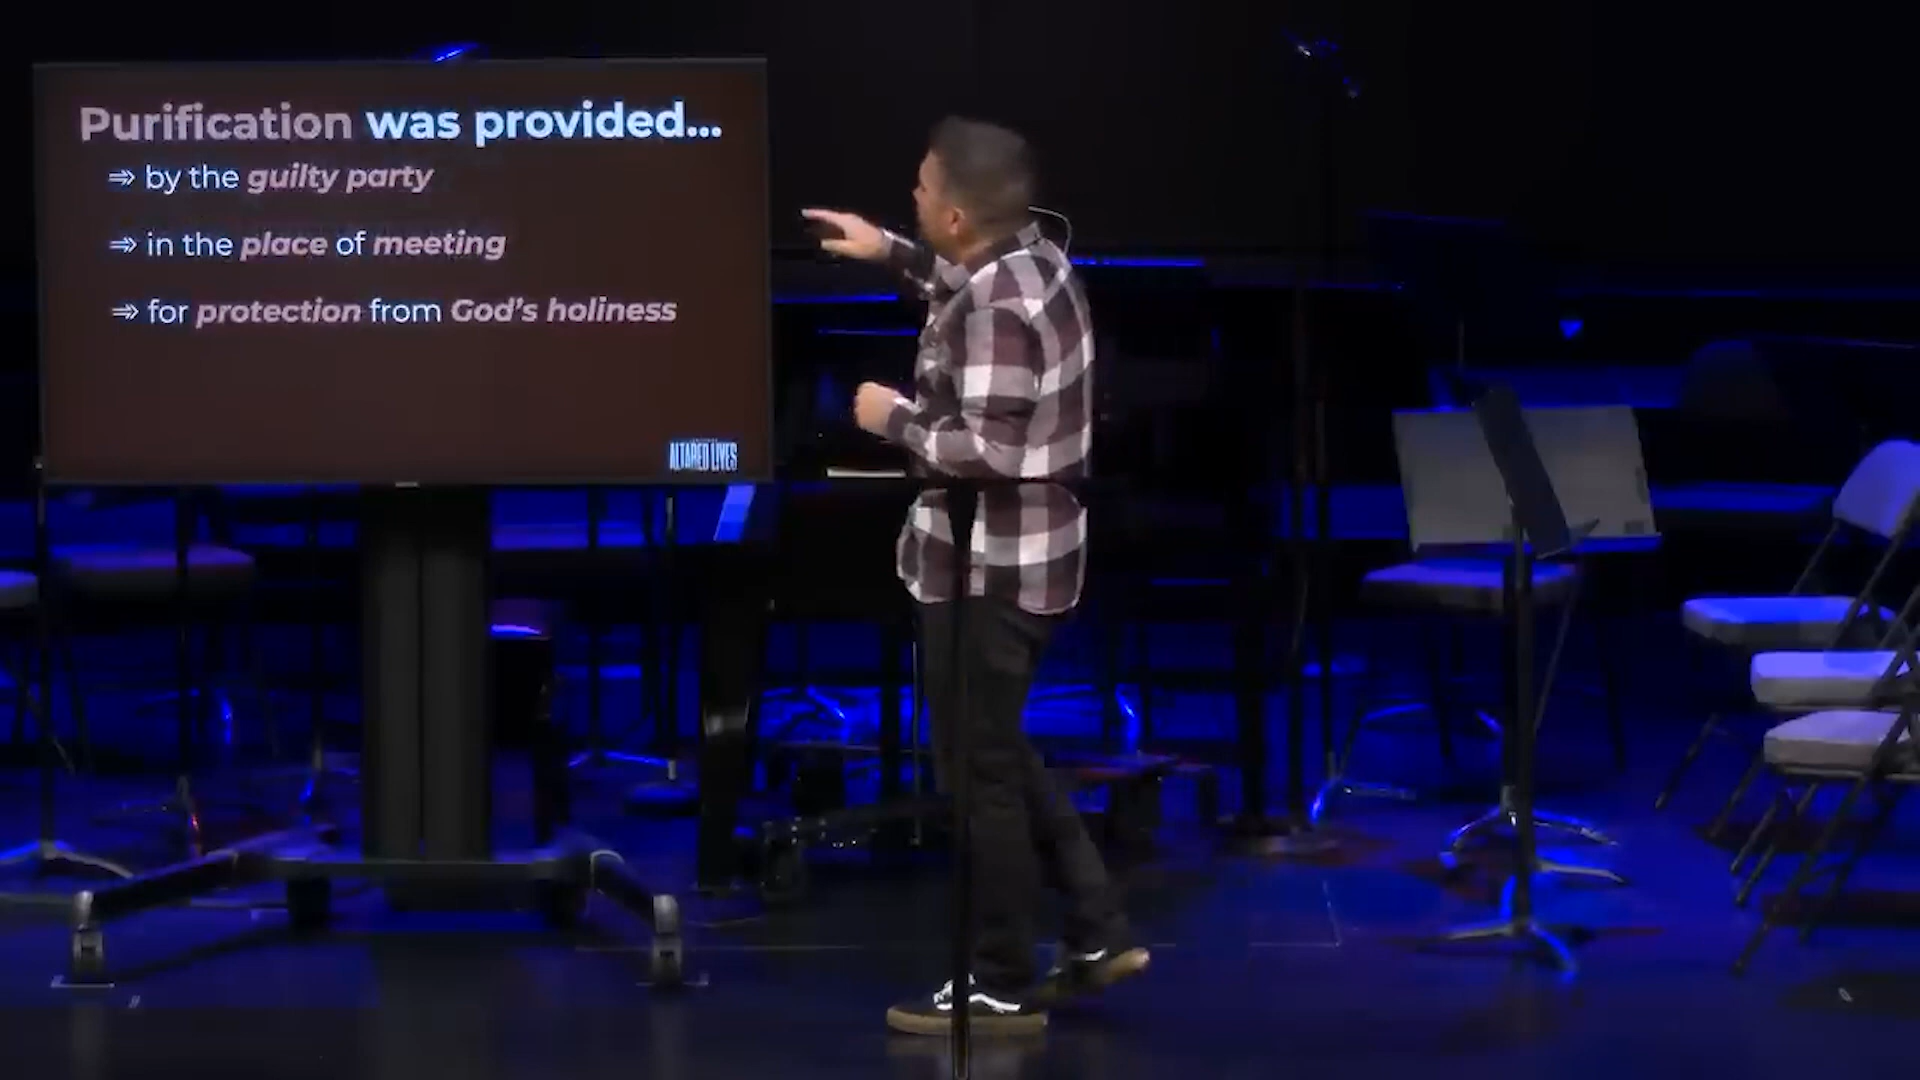 Purification was provided...
⇒ by the guilty party
⇒ in the place of meeting
⇒ for protection from God's holiness
ALTARED LIVES